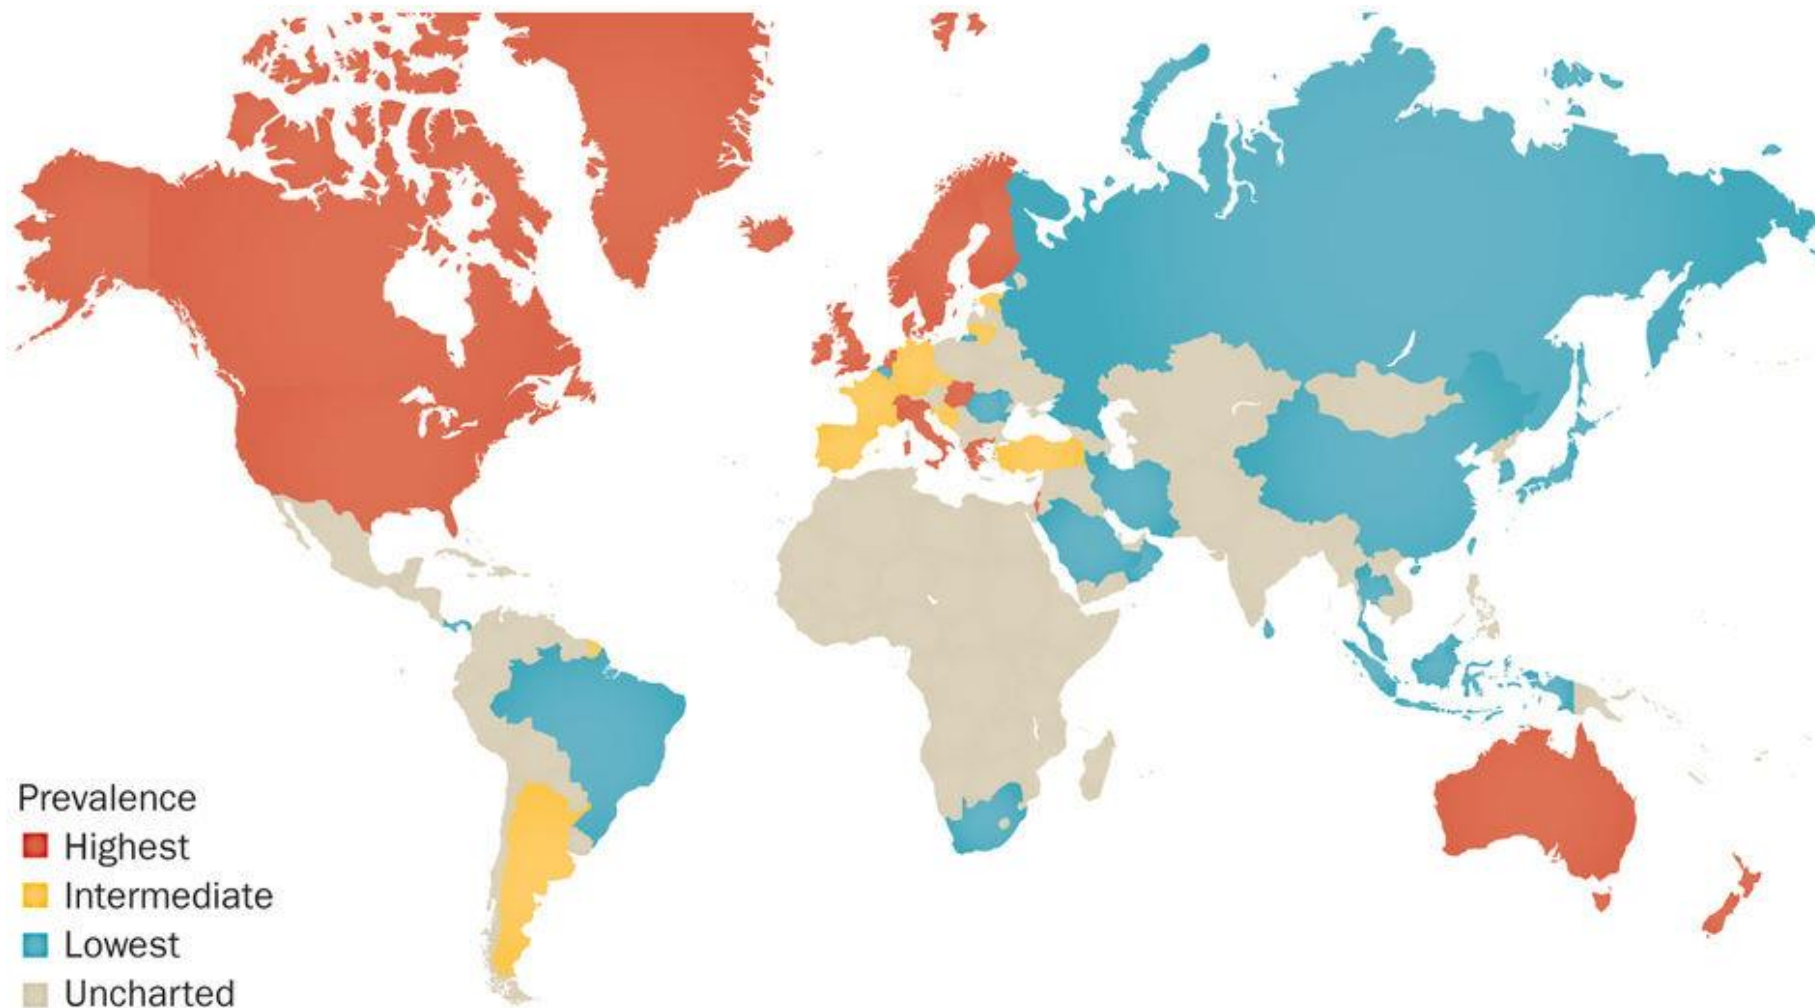 Prevalence
Highest
Intermediate
Lowest
Uncharted